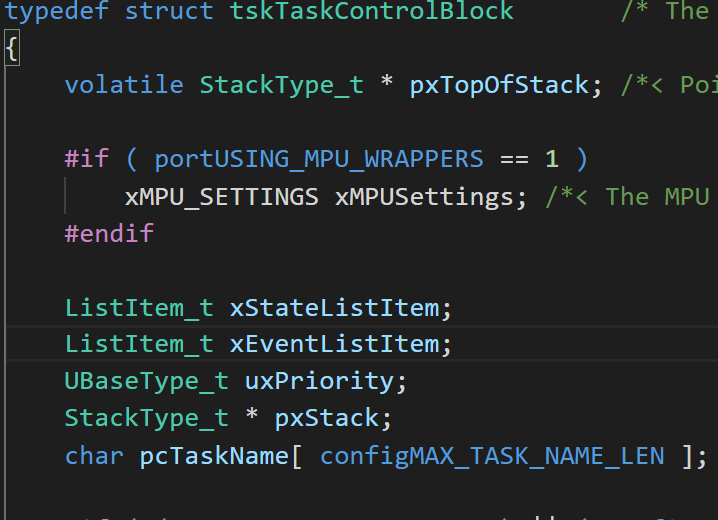 typedef struct tskTaskControlBlock /* The
{
volatile StackType_t * pxTopOfStack; /*< Poi
#if ( portUSING_MPU_WRAPPERS == 1 )
xMPU_SETTINGS xMPUSettings; /*< The MPU
#endif
ListItem_t xStateListItem;
ListItem_t xEventListItem;
UBaseType_t uxPriority;
StackType_t * pxStack;
char pcTaskName[ configMAX_TASK_NAME_LEN ];